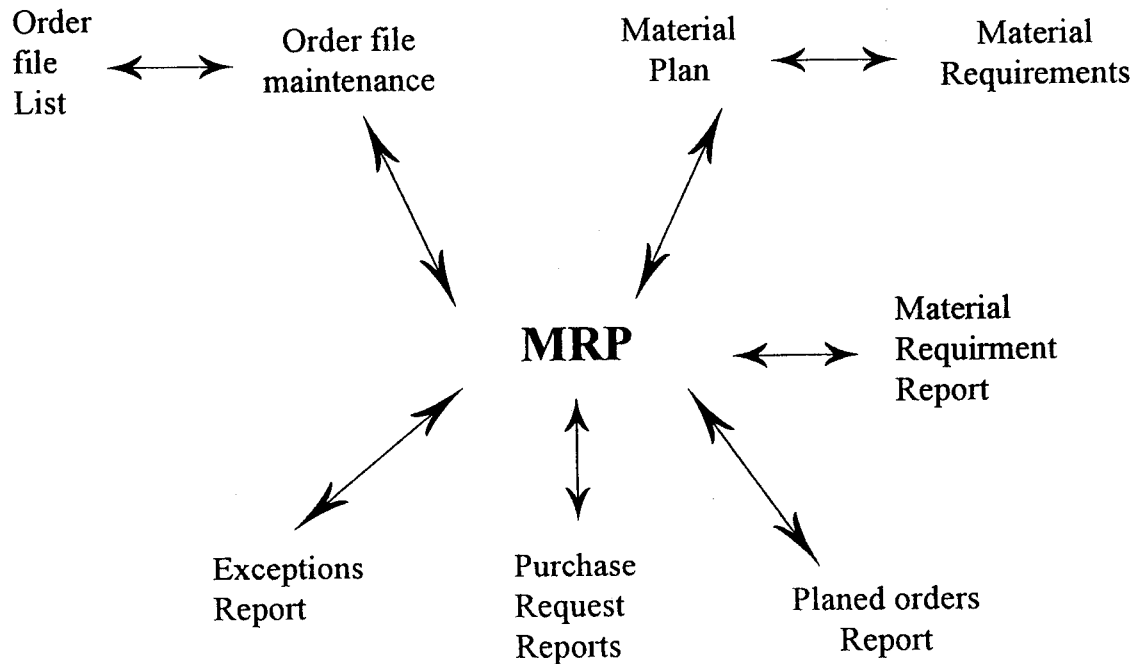 Order
file
List
Order file
maintenance
Material
Plan
Material
Requirements
MRP
Material
Requirment
Report
Exceptions
Report
Purchase
Request
Reports
Planed orders
Report